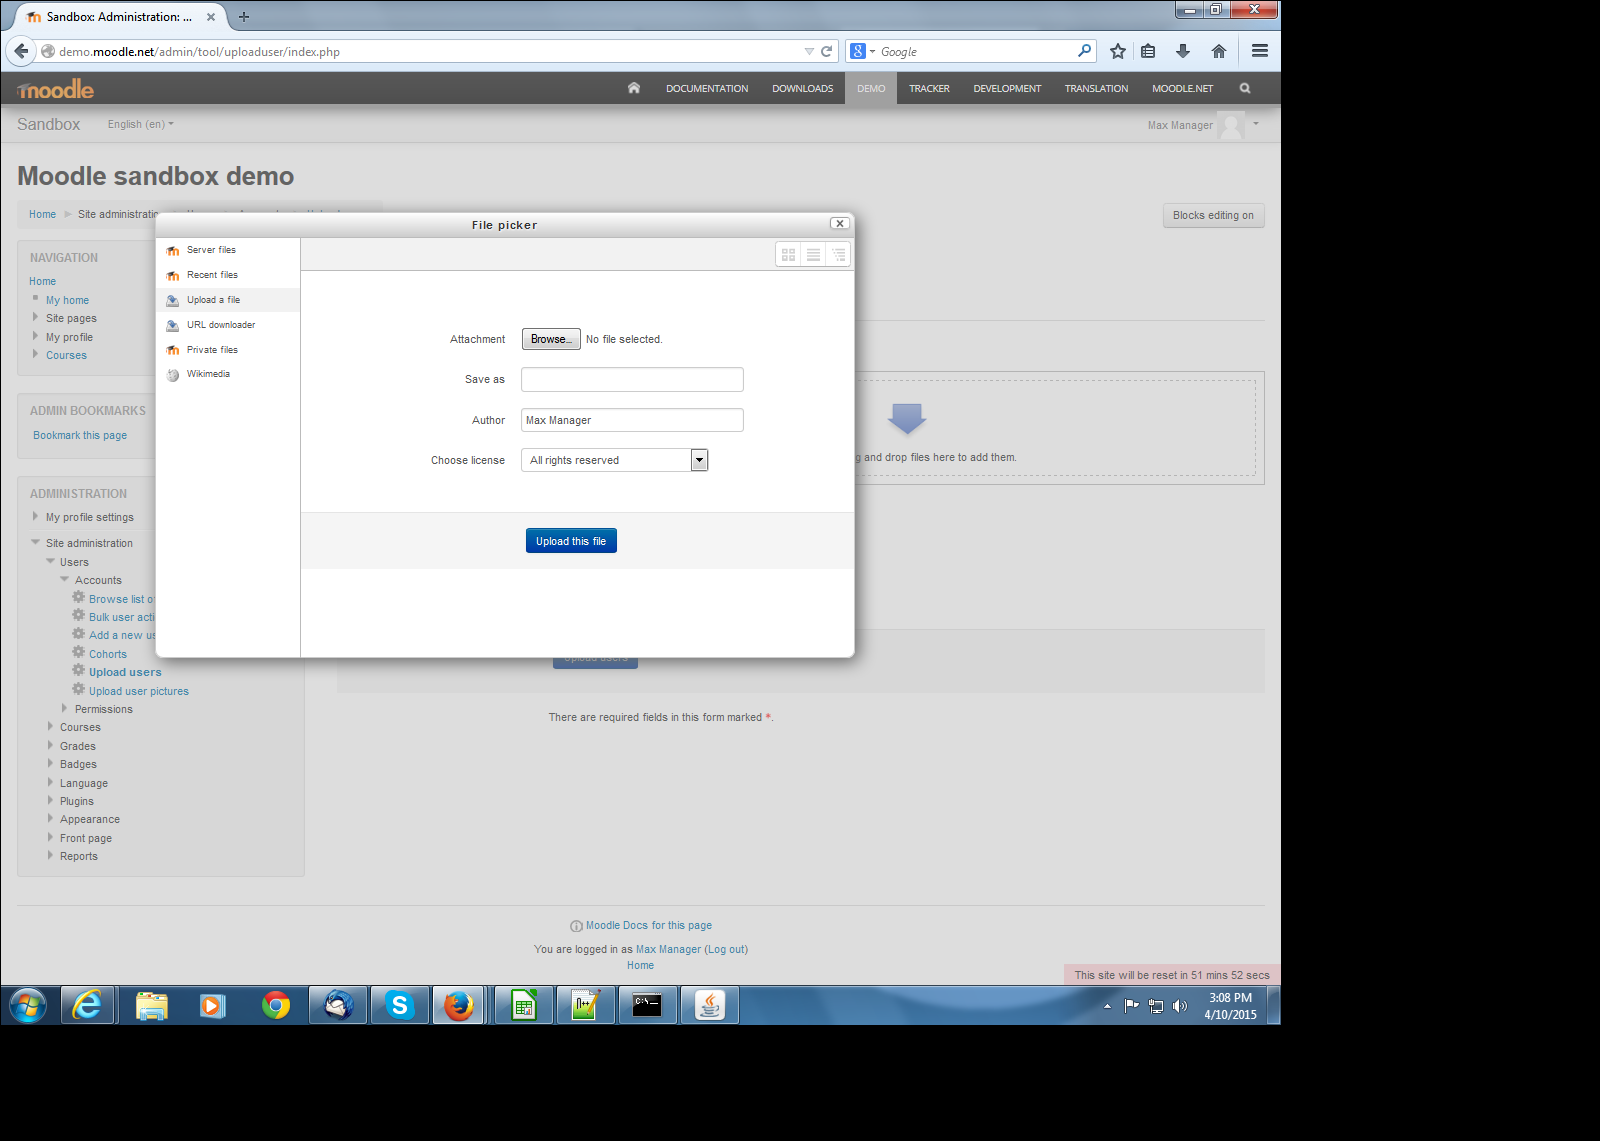 Sandbox: Administration: ...
demo.moodle.net/admin/tool/uploaduser/index.php
Google
moodle
DOCUMENTATION DOWNLOADS DEMO TRACKER DEVELOPMENT TRANSLATION MOODLE.NET
Sandbox English (en)
Max Manager
Moodle sandbox demo
Home Site administratio
Blocks editing on
File picker
Server files
Recent files
Upload a file
URL downloader
Private files
Wikimedia
Attachment Browse... No file selected.
Save as
Author Max Manager
Choose license All rights reserved
Upload this file
NAVIGATION
Home
My home
Site pages
My profile
Courses
ADMIN BOOKMARKS
Bookmark this page
g and drop files here to add them.
ADMINISTRATION
My profile settings
Site administration
Users
Accounts
Browse list o
Bulk user acti
Add a new us
Cohorts
Upload users
Upload user pictures
Permissions
Courses
Grades
Badges
Language
Plugins
Appearance
Front page
Reports
Upload users
There are required fields in this form marked *.
Moodle Docs for this page
You are logged in as Max Manager (Log out)
Home
This site will be reset in 51 mins 52 secs
3:08 PM
4/10/2015